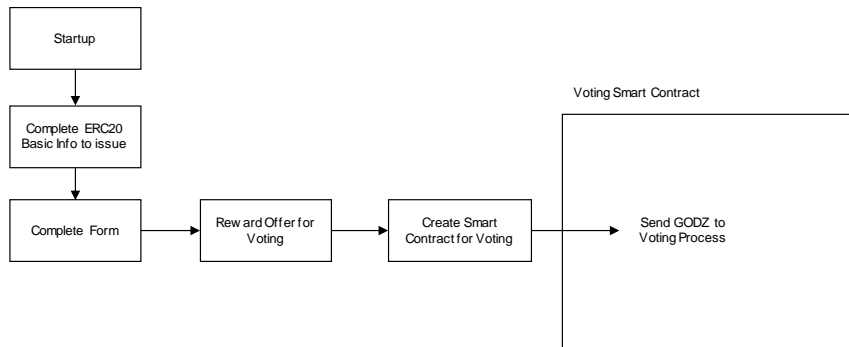 Startup
Voting Smart Contract
Complete ERC20
Basic Info to issue
Complete Form
Reward Offer for
Voting
Create Smart
Contract for Voting
Send GODZ to
Voting Process